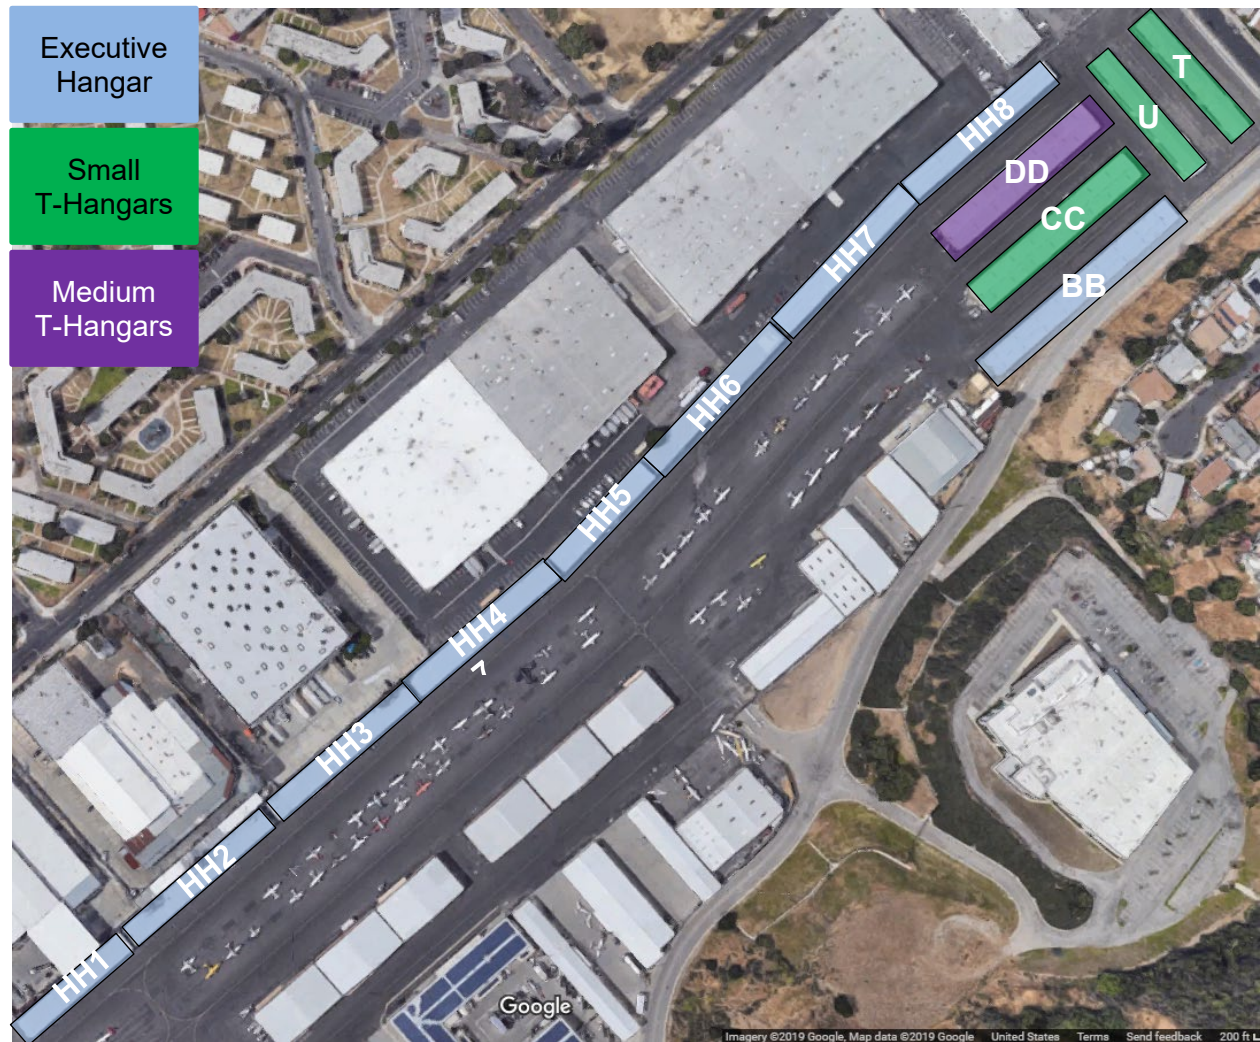 Executive
Hangar
Small
T-Hangars
Medium
T-Hangars
T
U
HH8
DD
CC
BB
HH7
HH6
HH5
HH4
HH3
HH2
HH1
Google
Imagery ©2019 Google, Map data ©2019 Google United States Terms Send feedback 200 ft